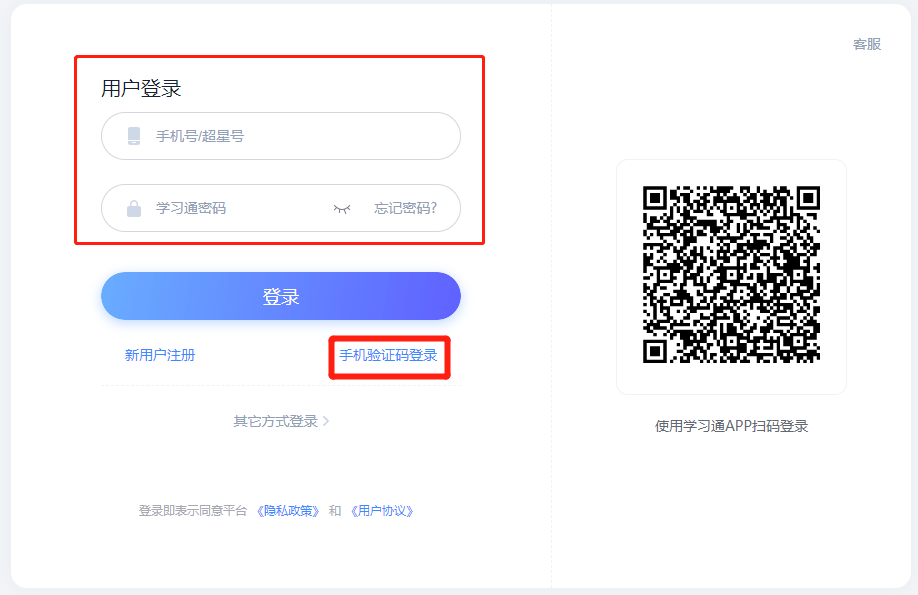 客服
用户登录
手机号/超星号
学习通密码 忘记密码?
登录
新用户注册 手机验证码登录
其它方式登录
登录即表示同意平台 《隐私政策》 和 《用户协议》
使用学习通APP扫码登录